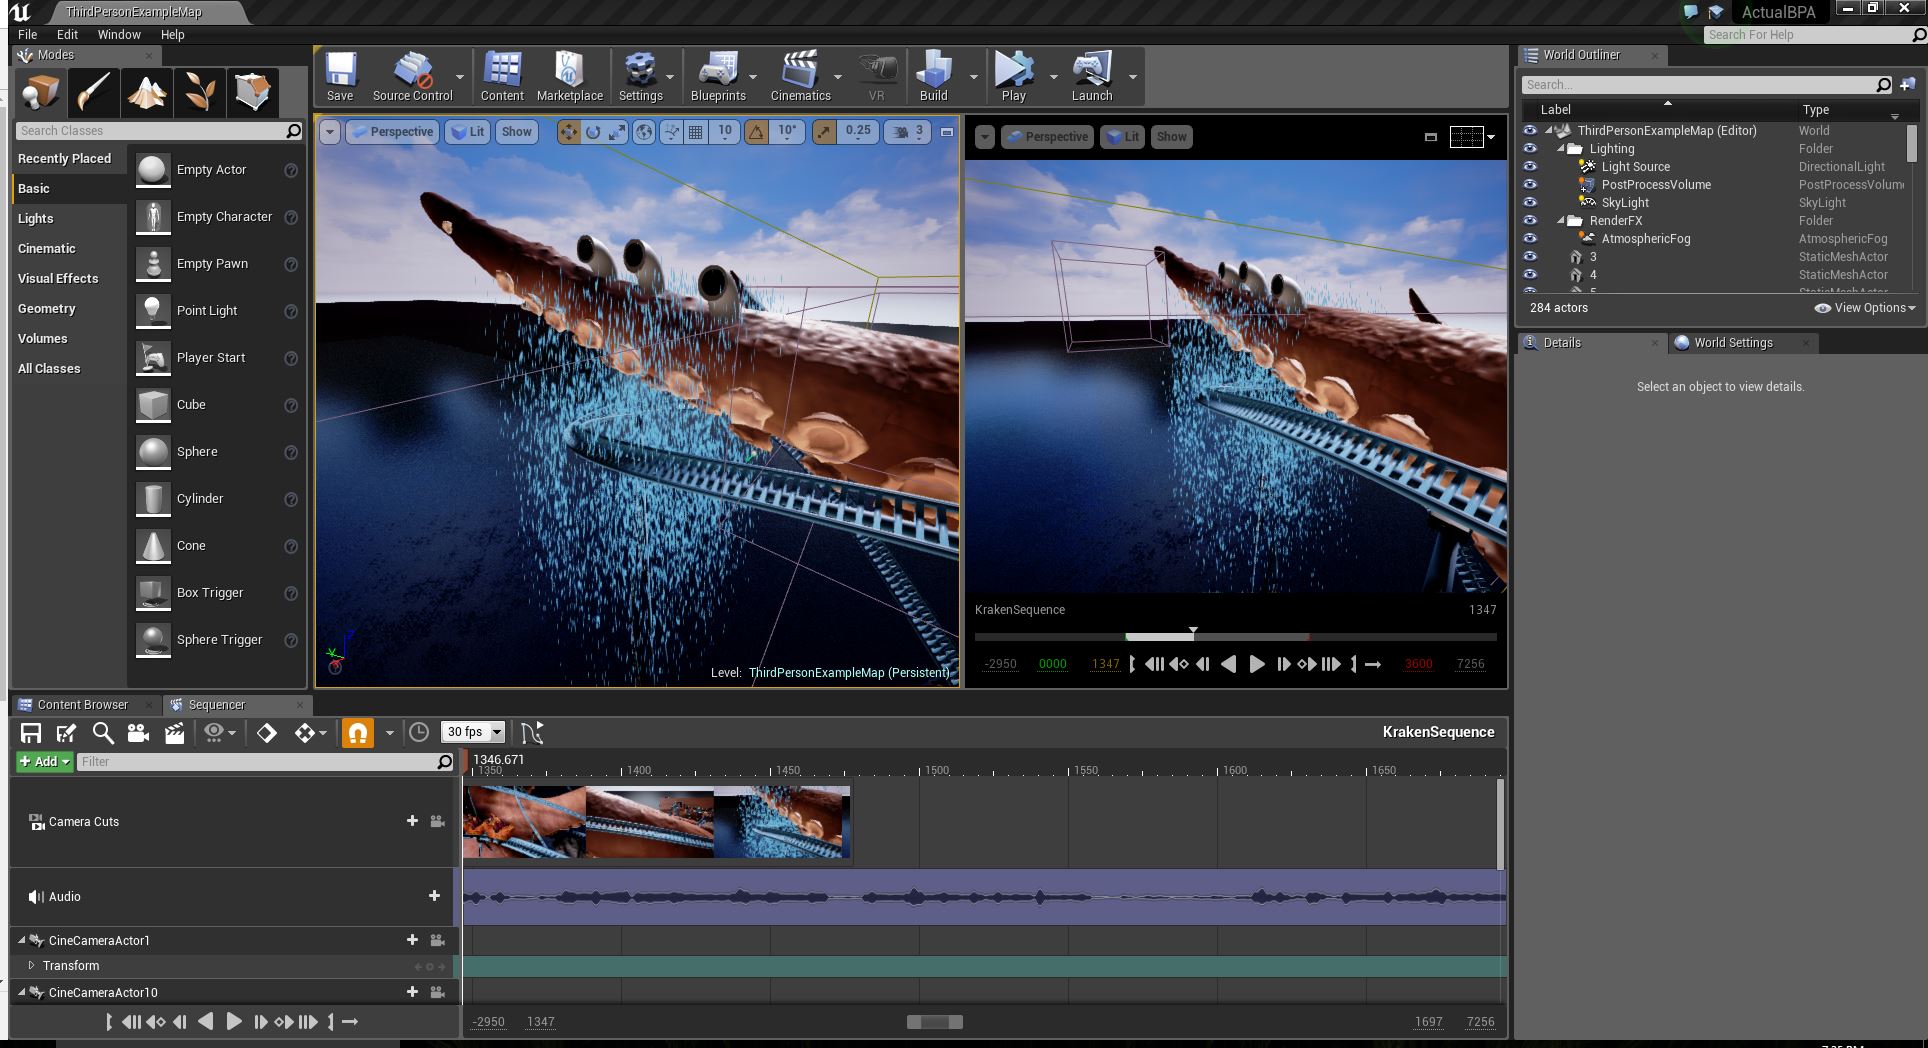 ThirdPersonExampleMap
ActualBPA
File Edit Window Help
Search For Help
Modes
Search Classes
Recently Placed
Basic
Lights
Cinematic
Visual Effects
Geometry
Volumes
All Classes
Empty Actor
Empty Character
Empty Pawn
Point Light
Player Start
Cube
Sphere
Cylinder
Cone
Box Trigger
Sphere Trigger
Save Source Control Content Marketplace Settings Blueprints Cinematics VR Build Play Launch
Perspective Lit Show 10 10° 0.25 3
Level: ThirdPersonExampleMap (Persistent)
Perspective Lit Show
KrakenSequence 1347
-2950 0000 1347 3600 7256
World Outliner
Search...
Label Type
ThirdPersonExampleMap (Editor) World
Lighting Folder
Light Source DirectionalLight
PostProcessVolume PostProcessVolum
SkyLight SkyLight
RenderFX Folder
AtmosphericFog AtmosphericFog
3 StaticMeshActor
4 StaticMeshActor
5 StaticMeshActor
284 actors View Options
Details World Settings
Select an object to view details.
Content Browser Sequencer
30 fps KrakenSequence
+ Add Filter
1346.671
1350 1400 1450 1500 1550 1600 1650
Camera Cuts
Audio
CineCameraActor1
Transform
CineCameraActor10
-2950 1347 1697 7256